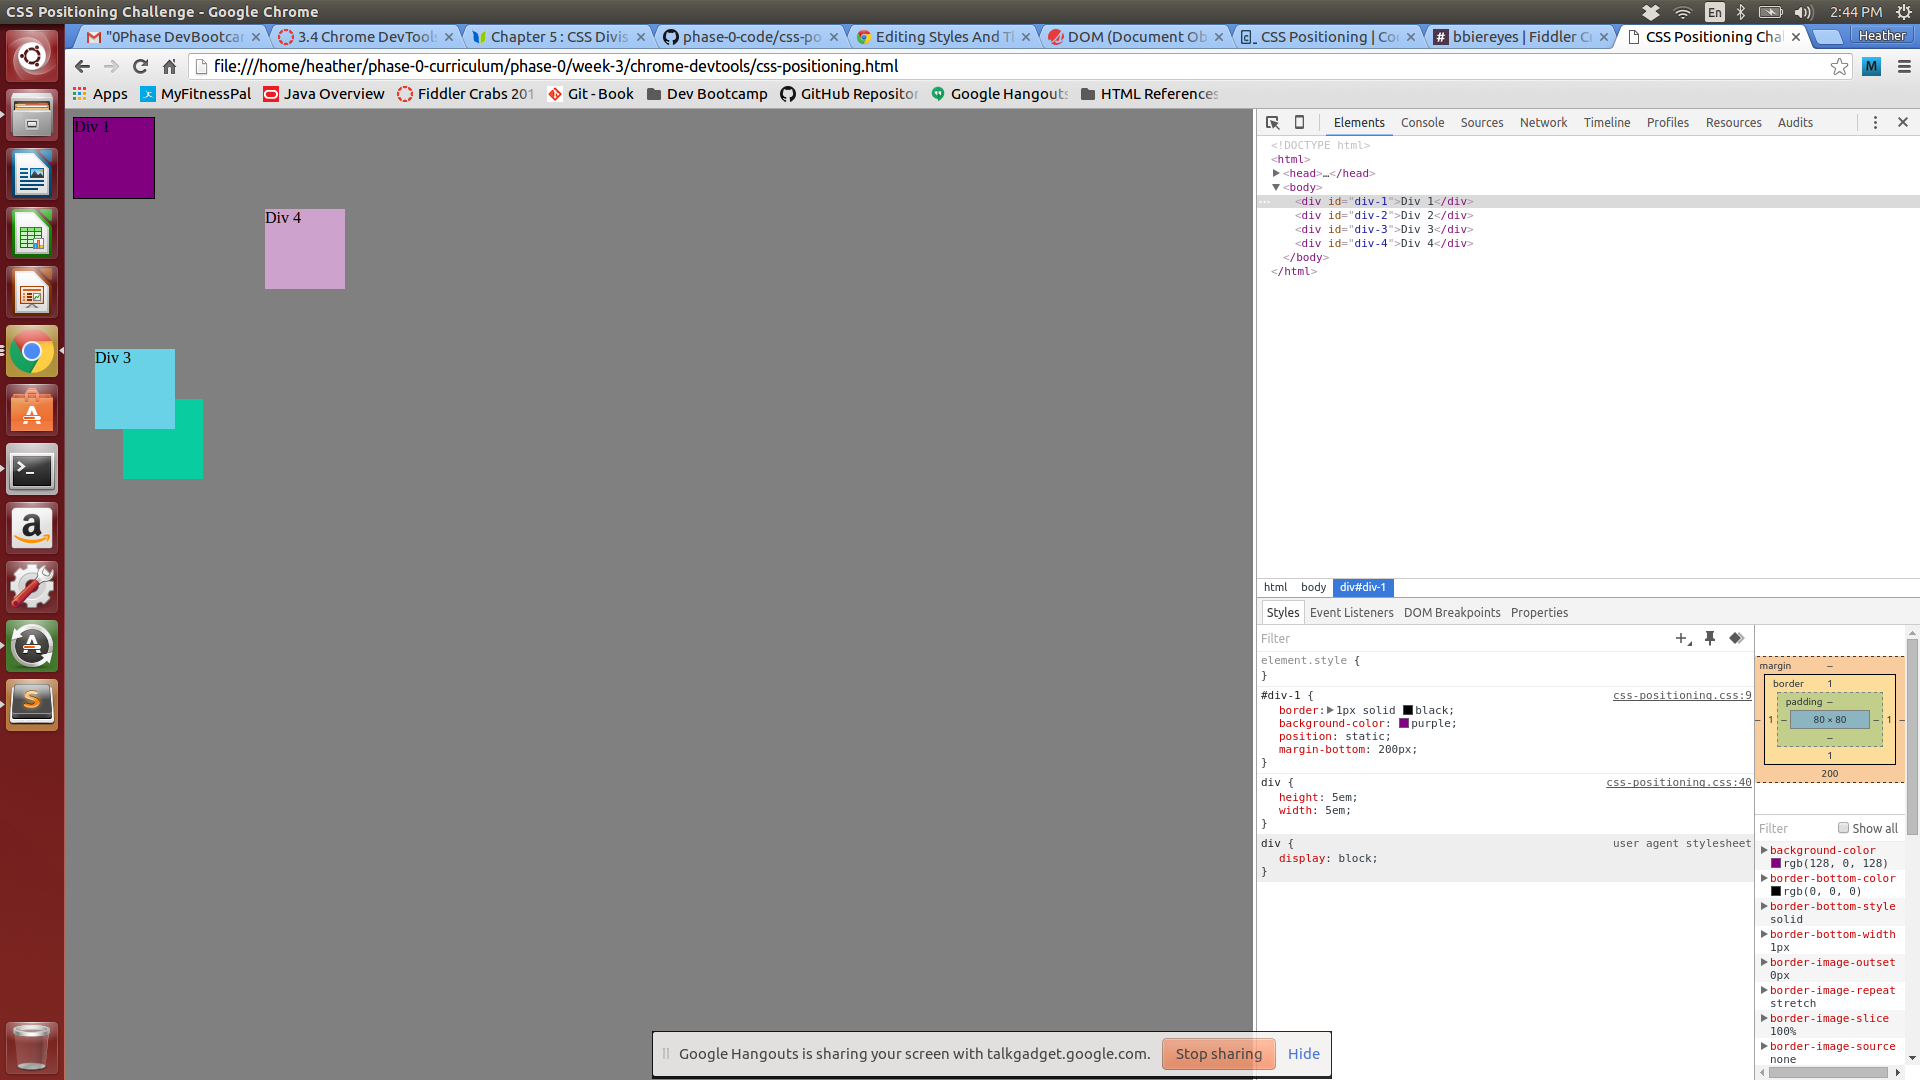 CSS Positioning Challenge - Google Chrome
En
2:44 PM
"0Phase DevBootca
3.4 Chrome DevTools
Chapter 5 : CSS Divis
phase-0-code/css-po
Editing Styles And Th
DOM (Document Ob
CSS Positioning | Co
bbiereyes | Fiddler C
CSS Positioning Cha
Heather
file:///home/heather/phase-0-curriculum/phase-0/week-3/chrome-devtools/css-positioning.html
M
Apps
MyFitnessPal
Java Overview
Fiddler Crabs 201
Git - Book
Dev Bootcamp
GitHub Repositor
Google Hangouts
HTML References
Div 1
Div 4
Div 3
Elements
Console
Sources
Network
Timeline
Profiles
Resources
Audits
<!DOCTYPE html>
<html>
<head>…</head>
<body>
<div id="div-1">Div 1</div>
<div id="div-2">Div 2</div>
<div id="div-3">Div 3</div>
<div id="div-4">Div 4</div>
</body>
</html>
html
body
div#div-1
Styles
Event Listeners
DOM Breakpoints
Properties
Filter
element.style {
}
#div-1 {
css-positioning.css:9
border: 1px solid black;
background-color: purple;
position: static;
margin-bottom: 200px;
}
div {
css-positioning.css:40
height: 5em;
width: 5em;
}
div {
user agent stylesheet
display: block;
}
margin –
border 1
padding –
– 1 – 80 × 80 – 1 –
–
1
200
Filter
Show all
background-color
rgb(128, 0, 128)
border-bottom-color
rgb(0, 0, 0)
border-bottom-style
solid
border-bottom-width
1px
border-image-outset
0px
border-image-repeat
stretch
border-image-slice
100%
border-image-source
none
Google Hangouts is sharing your screen with talkgadget.google.com.
Stop sharing
Hide